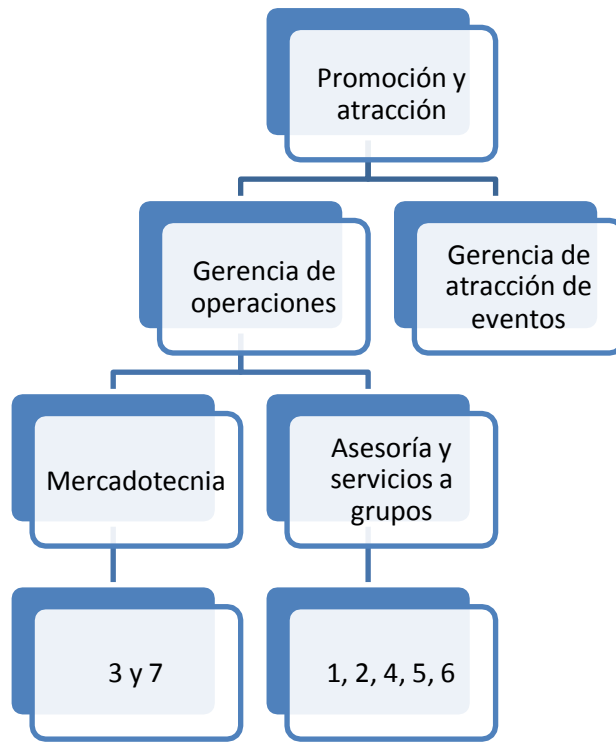 Promoción y
atracción
Gerencia de
operaciones
Gerencia de
atracción de
eventos
Mercadotecnia
Asesoría y
servicios a
grupos
3 y 7
1, 2, 4, 5, 6